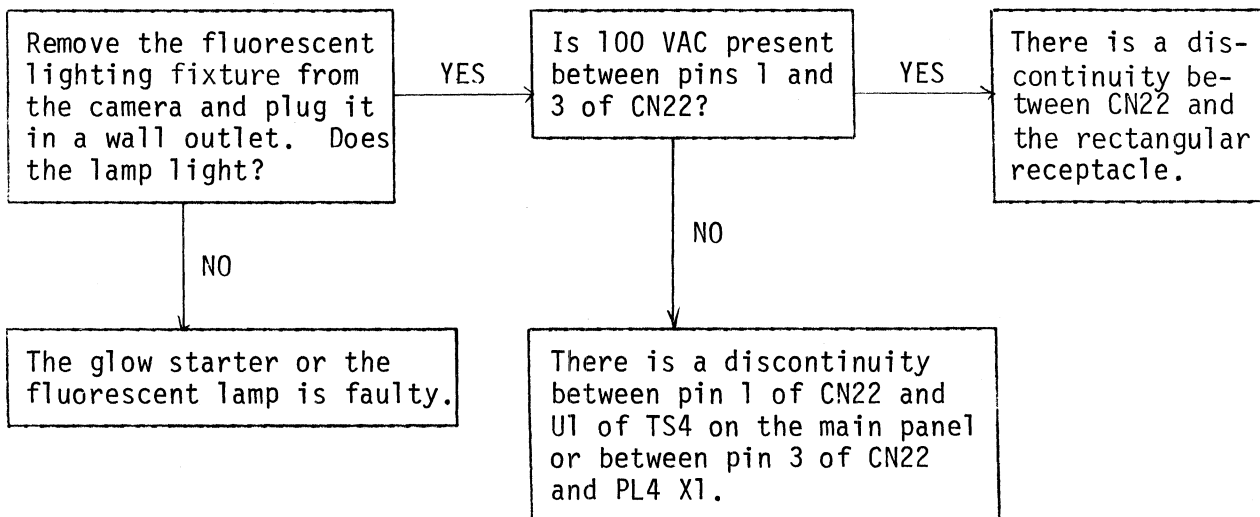 Remove the fluorescent
lighting fixture from
the camera and plug it
in a wall outlet.  Does
the lamp light?
YES
Is 100 VAC present
between pins 1 and
3 of CN22?
YES
There is a dis-
continuity be-
tween CN22 and
the rectangular
receptacle.
NO
NO
The glow starter or the
fluorescent lamp is faulty.
There is a discontinuity
between pin 1 of CN22 and
U1 of TS4 on the main panel
or between pin 3 of CN22
and PL4 X1.